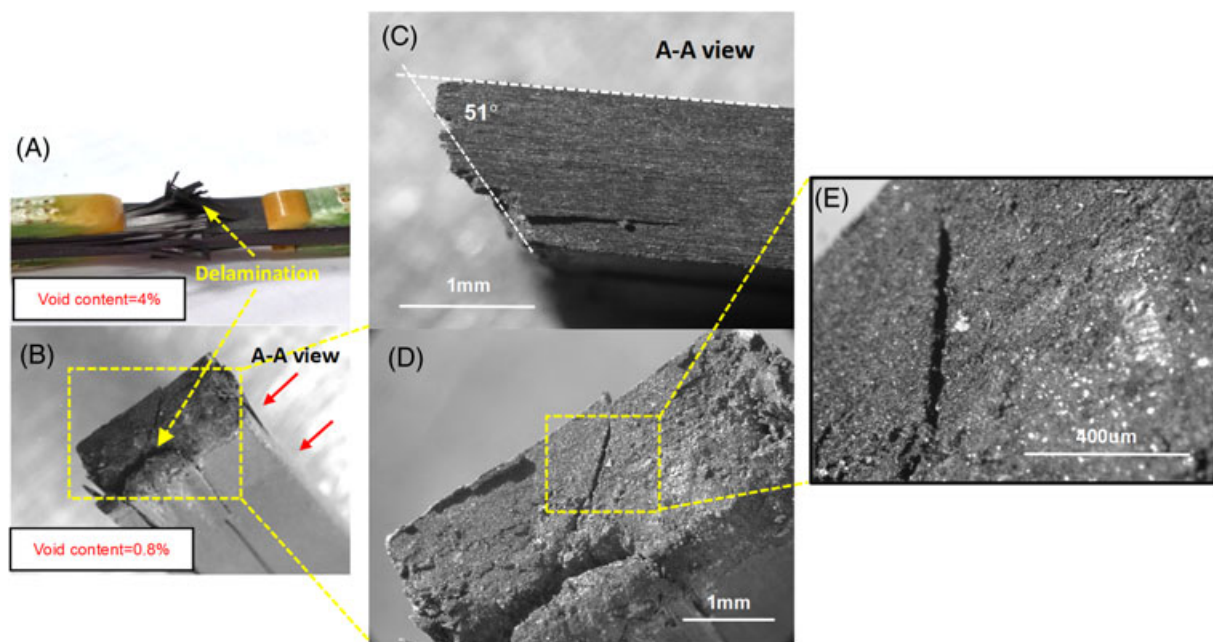 (A)
Delamination
Void content=4%
(B)
A-A view
Void content=0.8%
(C)
A-A view
51°
1mm
(D)
1mm
(E)
400um